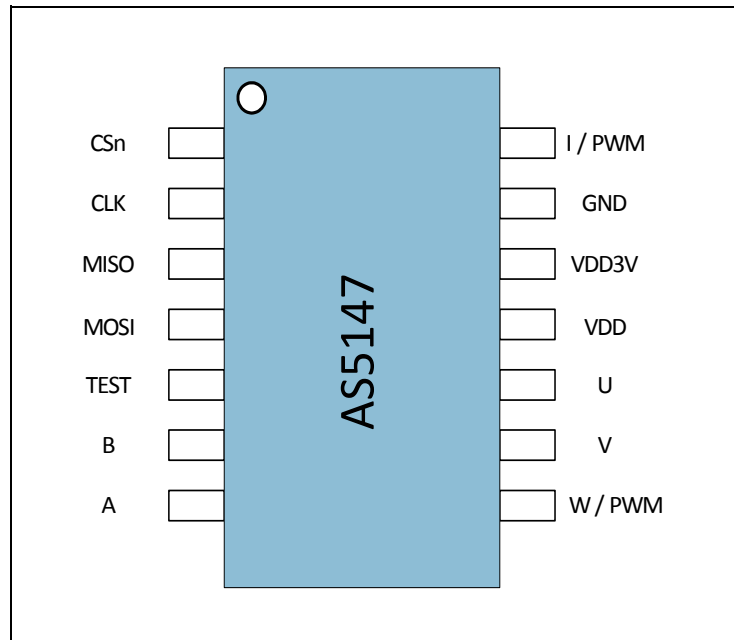 CSn
CLK
MISO
MOSI
TEST
B
A
AS5147
I / PWM
GND
VDD3V
VDD
U
V
W / PWM